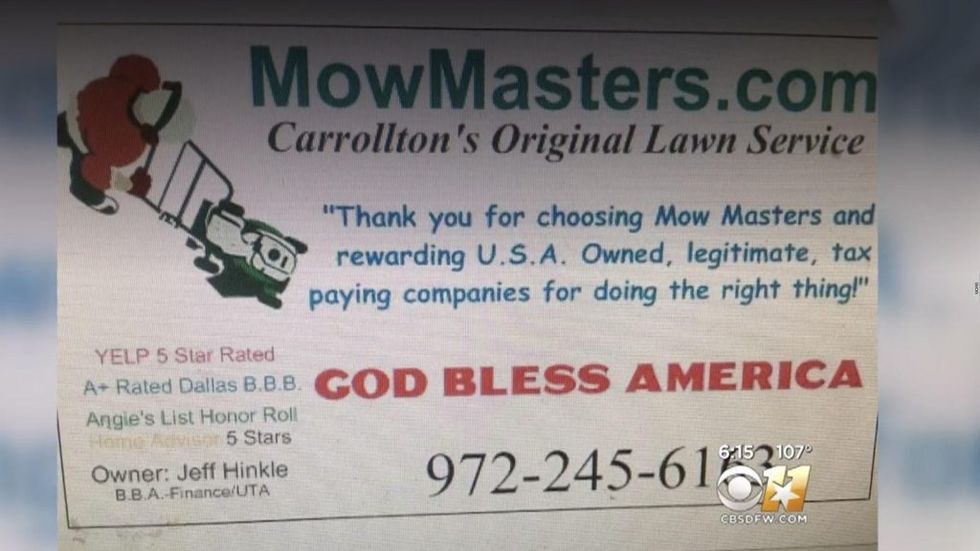 MowMasters.com
Carrollton's Original Lawn Service
"Thank you for choosing Mow Masters and
rewarding U.S.A. Owned, legitimate, tax
paying companies for doing the right thing!"
YELP 5 Star Rated
A+ Rated Dallas B.B.B.
Angie's List Honor Roll
Home Advisor 5 Stars
Owner: Jeff Hinkle
B.B.A.-Finance/UTA
GOD BLESS AMERICA
972-245-6163
6:15 107°
11
CBSDFW.COM